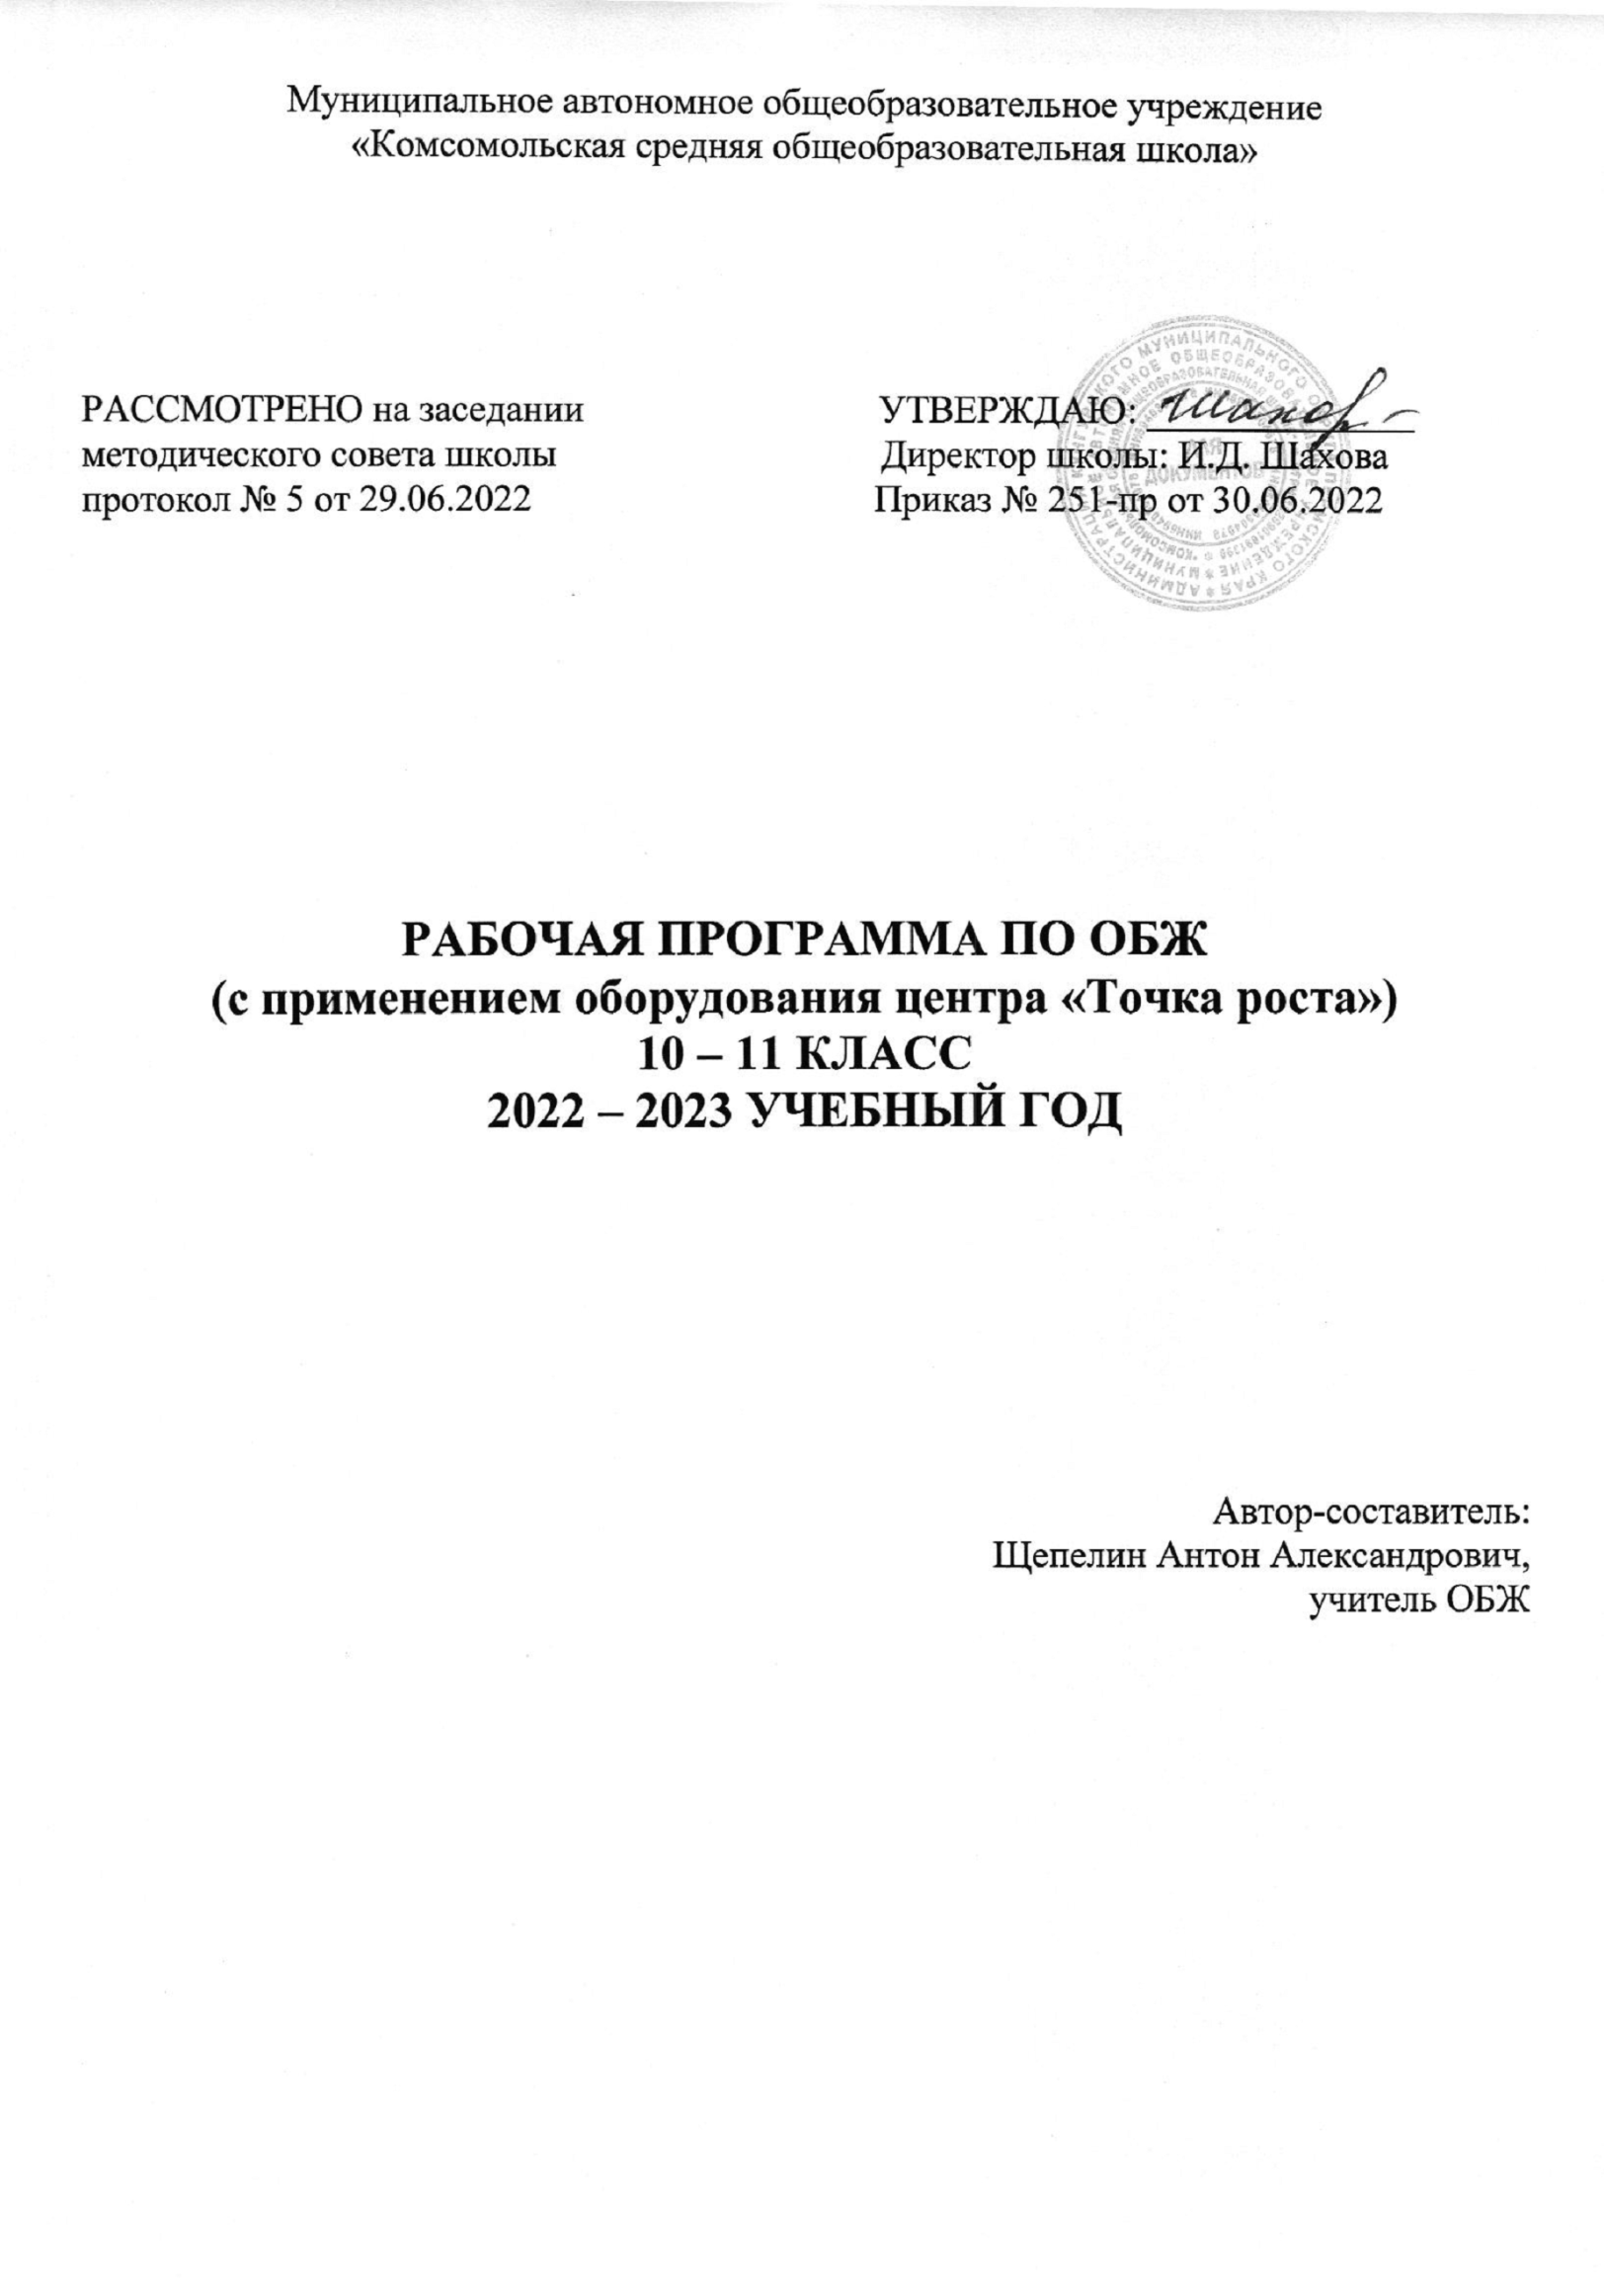 Муниципальное автономное общеобразовательное учреждение
«Комсомольская средняя общеобразовательная школа»
РАССМОТРЕНО на заседании
методического совета школы
протокол № 5 от 29.06.2022
УТВЕРЖДАЮ:
Директор школы: И.Д. Шахова
Приказ № 251-пр от 30.06.2022
ДОКУМЕНТОВ
РАБОЧАЯ ПРОГРАММА ПО ОБЖ
(с применением оборудования центра «Точка роста»)
10 – 11 КЛАСС
2022 – 2023 УЧЕБНЫЙ ГОД
Автор-составитель:
Щепелин Антон Александрович,
учитель ОБЖ